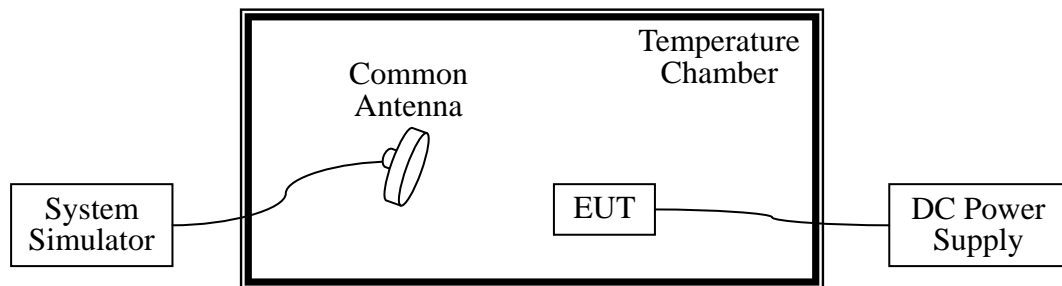 Temperature
Chamber
Common
Antenna
System
Simulator
EUT
DC Power
Supply